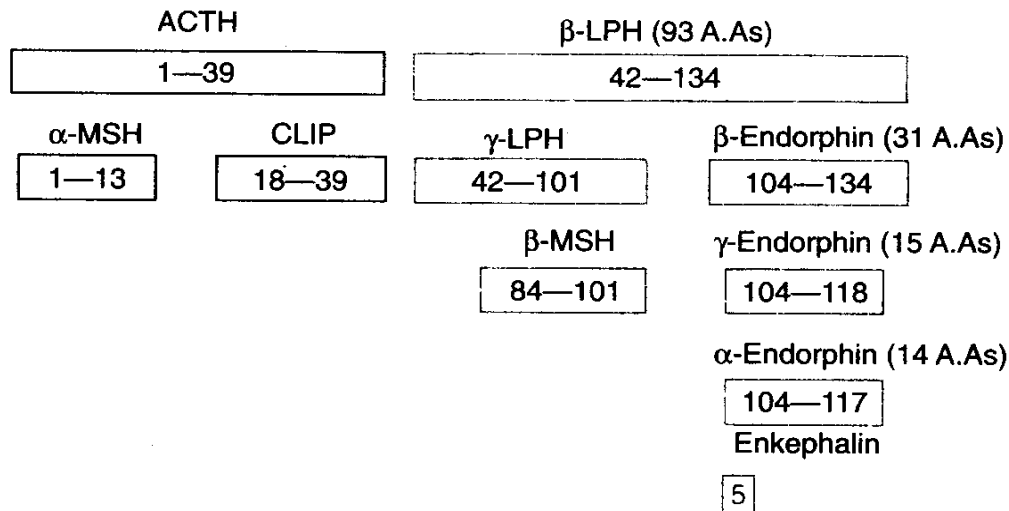 ACTH β-LPH (93 A.As)
1—39 42—134
α-MSH CLIP γ-LPH β-Endorphin (31 A.As)
1—13 18—39 42—101 104—134
β-MSH γ-Endorphin (15 A.As)
84—101 104—118
α-Endorphin (14 A.As)
104—117
Enkephalin
5